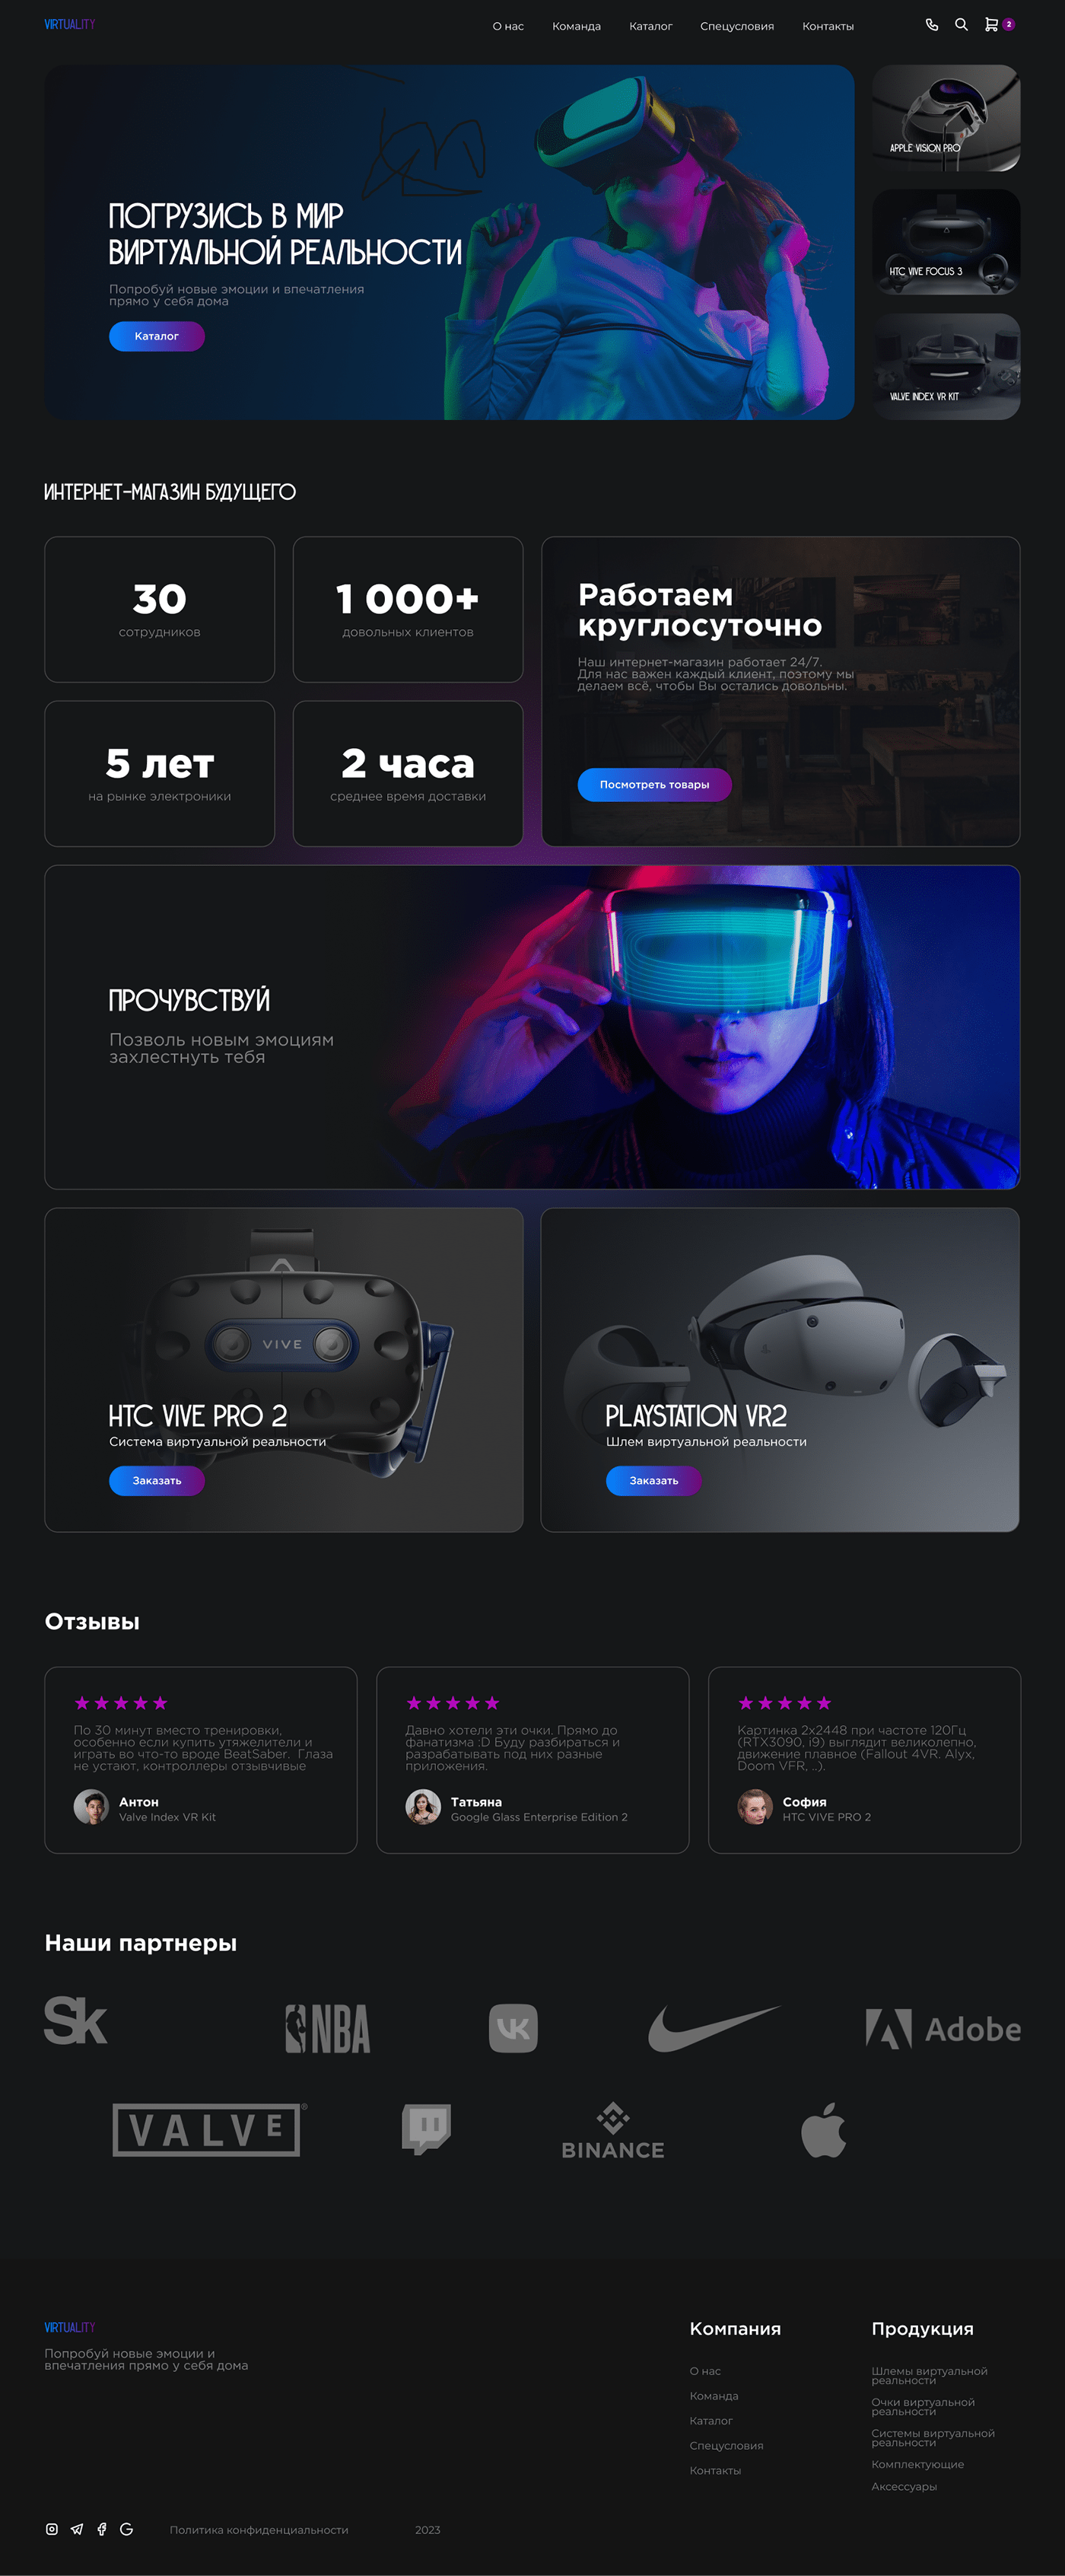 VIRTUALITY
О нас
Команда
Каталог
Спецусловия
Контакты
2
ПОГРУЗИСЬ В МИР
ВИРТУАЛЬНОЙ РЕАЛЬНОСТИ
Попробуй новые эмоции и впечатления
прямо у себя дома
Каталог
APPLE VISION PRO
HTC VIVE FOCUS 3
VALVE INDEX VR KIT
ИНТЕРНЕТ-МАГАЗИН БУДУЩЕГО
30
сотрудников
1 000+
довольных клиентов
5 лет
на рынке электроники
2 часа
среднее время доставки
Работаем
круглосуточно
Наш интернет-магазин работает 24/7.
Для нас важен каждый клиент, поэтому мы
делаем всё, чтобы Вы остались довольны.
Посмотреть товары
ПРОЧУВСТВУЙ
Позволь новым эмоциям
захлестнуть тебя
VIVE
HTC VIVE PRO 2
Система виртуальной реальности
Заказать
PLAYSTATION VR2
Шлем виртуальной реальности
Заказать
Отзывы
По 30 минут вместо тренировки,
особенно если купить утяжелители и
играть во что-то вроде BeatSaber. Глаза
не устают, контроллеры отзывчивые
Антон
Valve Index VR Kit
Давно хотели эти очки. Прямо до
фанатизма :D Буду разбираться и
разрабатывать под них разные
приложения.
Татьяна
Google Glass Enterprise Edition 2
Картинка 2x2448 при частоте 120Гц
(RTX3090, i9) выглядит великолепно,
движение плавное (Fallout 4VR. Alyx,
Doom VFR, ..).
София
HTC VIVE PRO 2
Наши партнеры
Sk
NBA
VK
Adobe
VALVE®
BINANCE
VIRTUALITY
Попробуй новые эмоции и
впечатления прямо у себя дома
Компания
О нас
Команда
Каталог
Спецусловия
Контакты
Продукция
Шлемы виртуальной
реальности
Очки виртуальной
реальности
Системы виртуальной
реальности
Комплектующие
Аксессуары
Политика конфиденциальности
2023